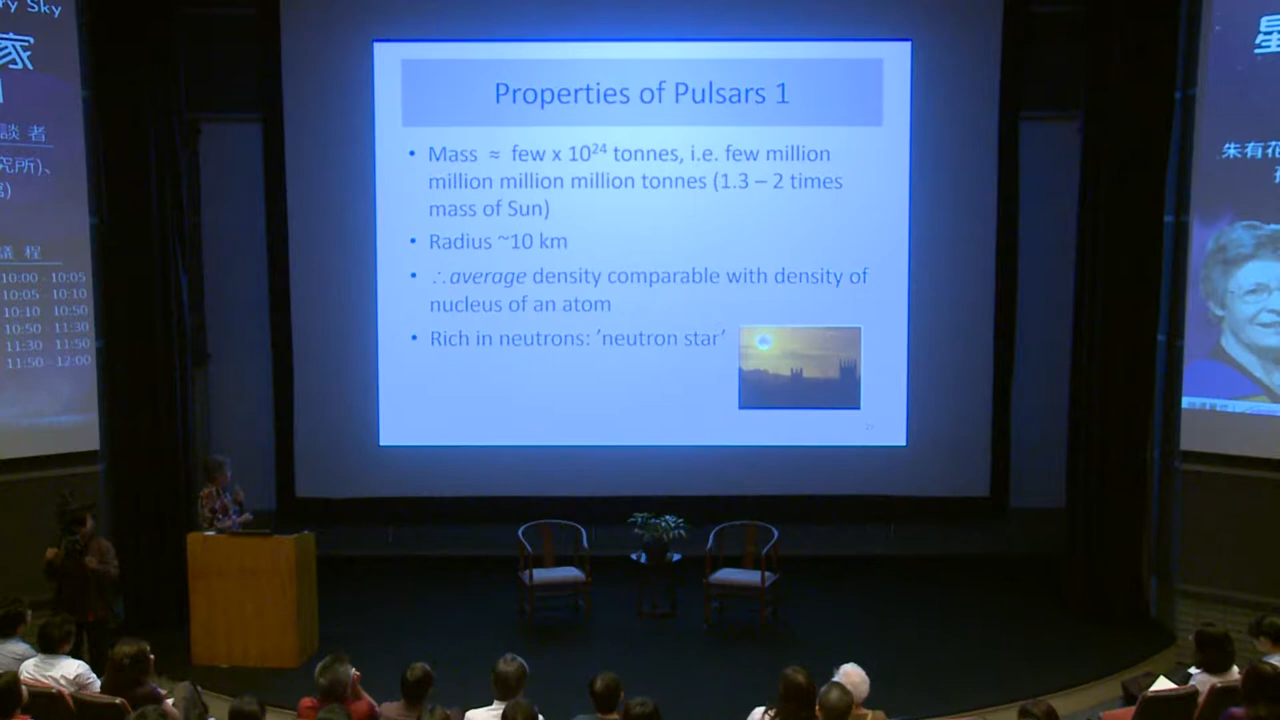 ry Sky
家
談 者
究所)、
議 程
10:00 - 10:05
10:05 - 10:10
10:10 - 10:50
10:50 - 11:30
11:30 - 11:50
11:50 - 12:00
Properties of Pulsars 1
• Mass ≈ few x 10²⁴ tonnes, i.e. few million
million million million tonnes (1.3 – 2 times
mass of Sun)
• Radius ~10 km
• ∴ average density comparable with density of
nucleus of an atom
• Rich in neutrons: ’neutron star’
星
朱有花